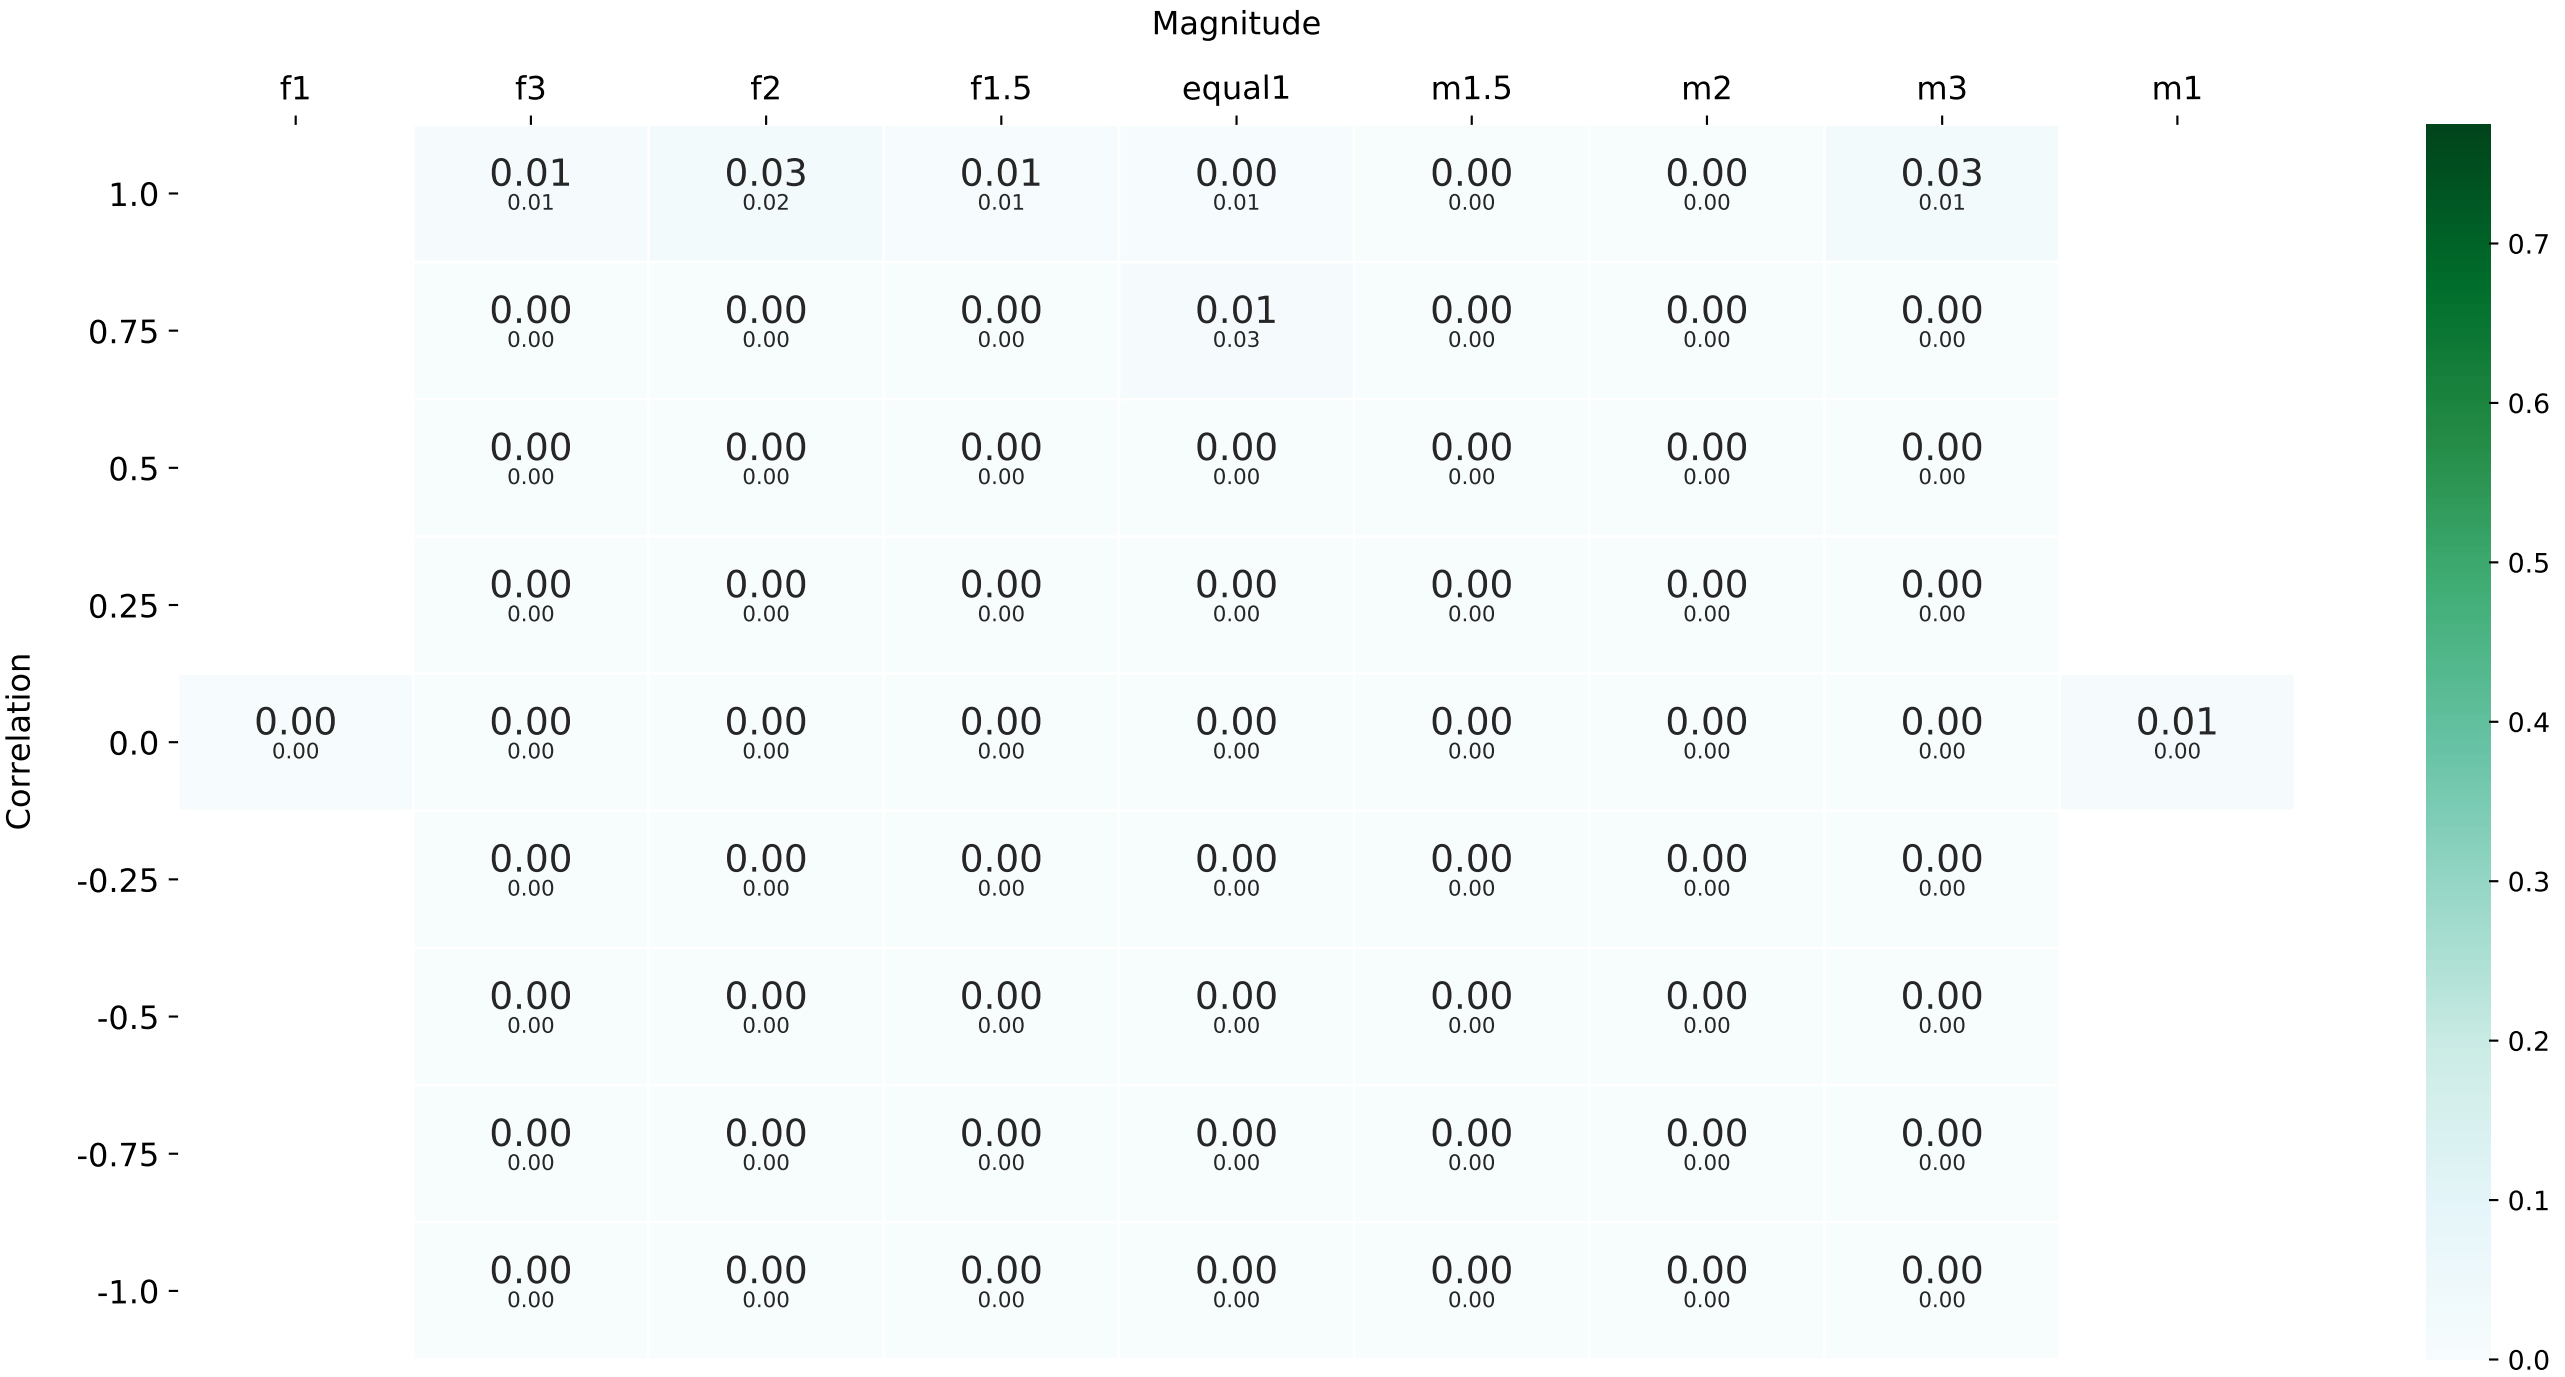 Magnitude
f1 f3 f2 f1.5 equal1 m1.5 m2 m3 m1
1.0 0.01 0.03 0.01 0.00 0.00 0.00 0.03
0.01 0.02 0.01 0.01 0.00 0.00 0.01
0.75 0.00 0.00 0.00 0.01 0.00 0.00 0.00
0.00 0.00 0.00 0.03 0.00 0.00 0.00
0.5 0.00 0.00 0.00 0.00 0.00 0.00 0.00
0.00 0.00 0.00 0.00 0.00 0.00 0.00
0.25 0.00 0.00 0.00 0.00 0.00 0.00 0.00
0.00 0.00 0.00 0.00 0.00 0.00 0.00
0.0 0.00 0.00 0.00 0.00 0.00 0.00 0.00 0.00 0.01
0.00 0.00 0.00 0.00 0.00 0.00 0.00 0.00 0.00
-0.25 0.00 0.00 0.00 0.00 0.00 0.00 0.00
0.00 0.00 0.00 0.00 0.00 0.00 0.00
-0.5 0.00 0.00 0.00 0.00 0.00 0.00 0.00
0.00 0.00 0.00 0.00 0.00 0.00 0.00
-0.75 0.00 0.00 0.00 0.00 0.00 0.00 0.00
0.00 0.00 0.00 0.00 0.00 0.00 0.00
-1.0 0.00 0.00 0.00 0.00 0.00 0.00 0.00
0.00 0.00 0.00 0.00 0.00 0.00 0.00
Correlation
0.7
0.6
0.5
0.4
0.3
0.2
0.1
0.0